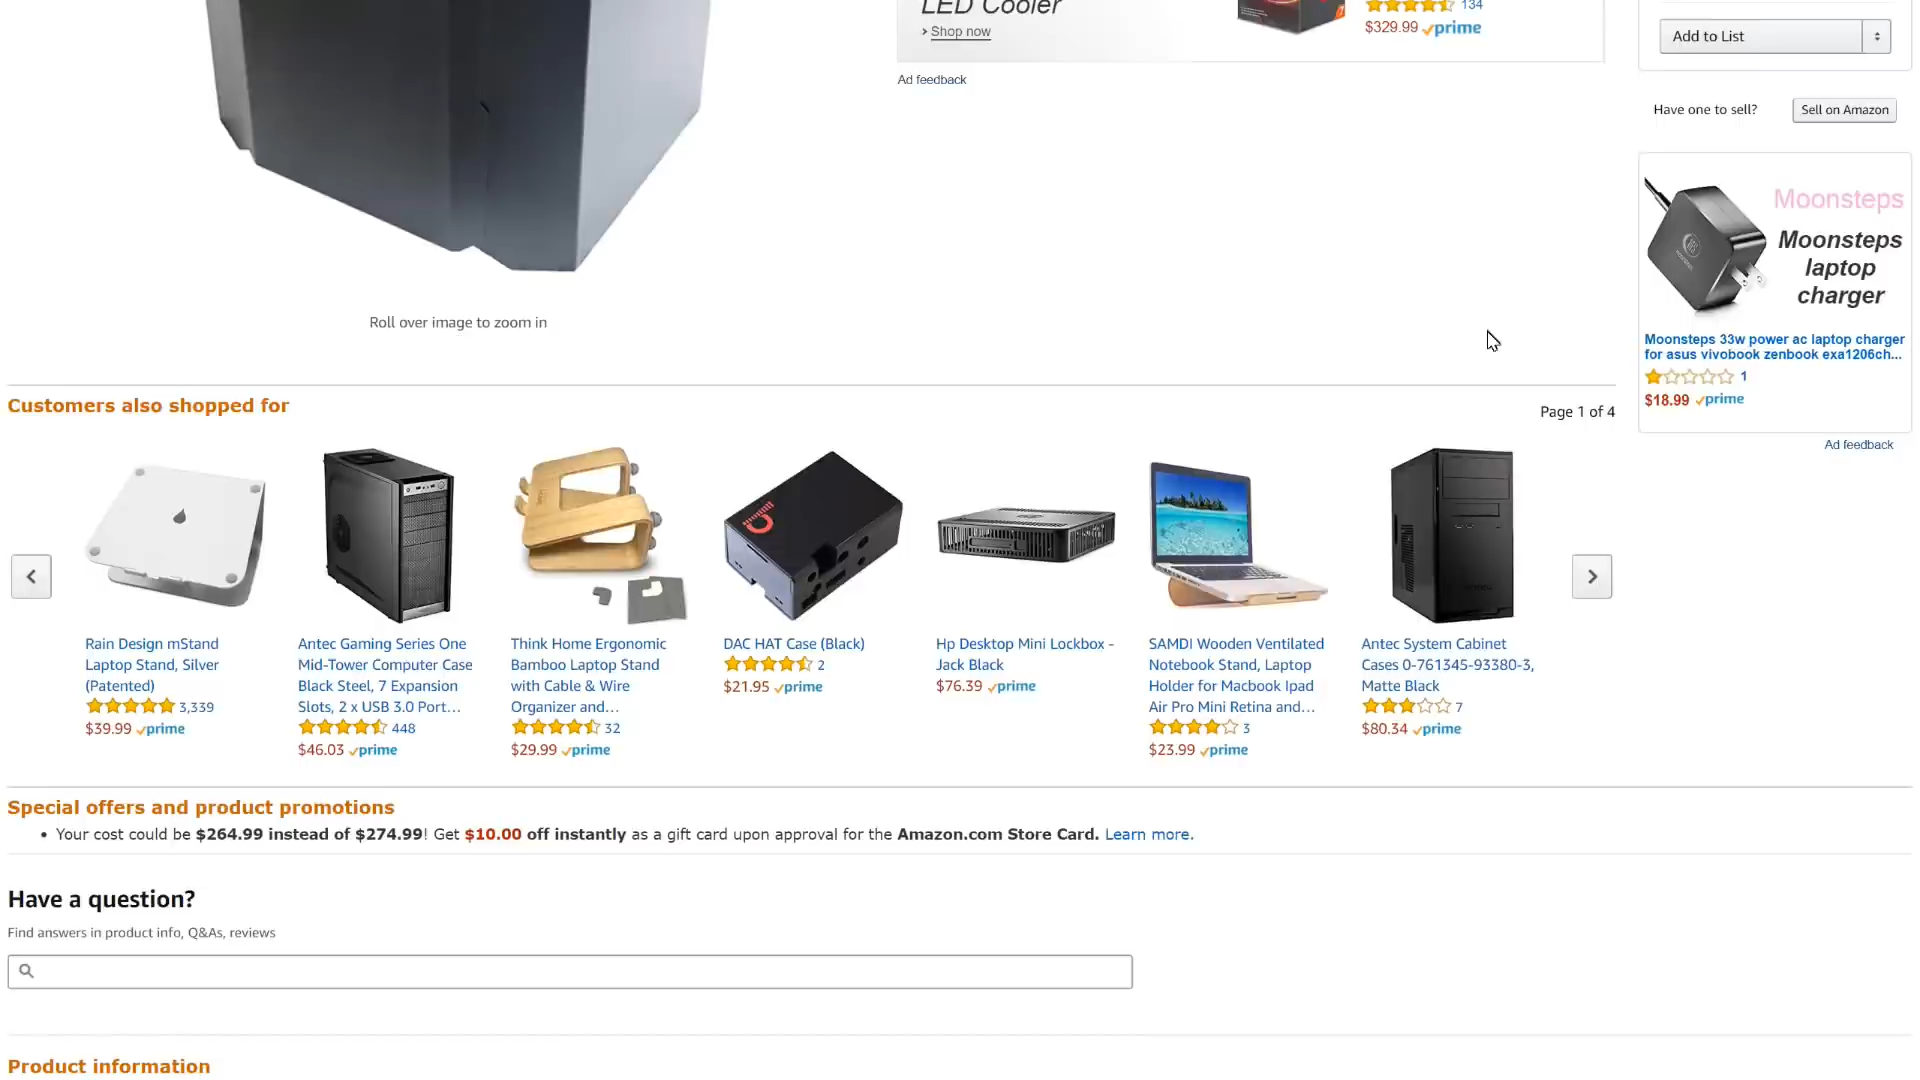 LED Cooler
› Shop now
134
$329.99 prime
Ad feedback
Add to List
Have one to sell?
Sell on Amazon
Moonsteps
Moonsteps
laptop
charger
Moonsteps 33w power ac laptop charger
for asus vivobook zenbook exa1206ch...
1
$18.99 prime
Ad feedback
Roll over image to zoom in
Customers also shopped for
Page 1 of 4
Rain Design mStand
Laptop Stand, Silver
(Patented)
3,339
$39.99 prime
Antec Gaming Series One
Mid-Tower Computer Case
Black Steel, 7 Expansion
Slots, 2 x USB 3.0 Port...
448
$46.03 prime
Think Home Ergonomic
Bamboo Laptop Stand
with Cable & Wire
Organizer and...
32
$29.99 prime
DAC HAT Case (Black)
2
$21.95 prime
Hp Desktop Mini Lockbox -
Jack Black
$76.39 prime
SAMDI Wooden Ventilated
Notebook Stand, Laptop
Holder for Macbook Ipad
Air Pro Mini Retina and...
3
$23.99 prime
Antec System Cabinet
Cases 0-761345-93380-3,
Matte Black
7
$80.34 prime
Special offers and product promotions
• Your cost could be $264.99 instead of $274.99! Get $10.00 off instantly as a gift card upon approval for the Amazon.com Store Card. Learn more.
Have a question?
Find answers in product info, Q&As, reviews
Product information